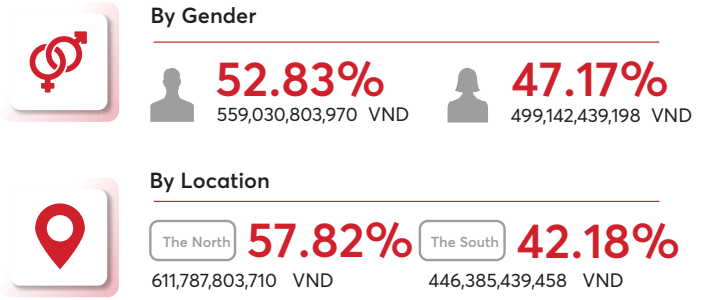 By Gender
52.83% 47.17%
559,030,803,970 VND 499,142,439,198 VND
By Location
The North 57.82% The South 42.18%
611,787,803,710 VND 446,385,439,458 VND